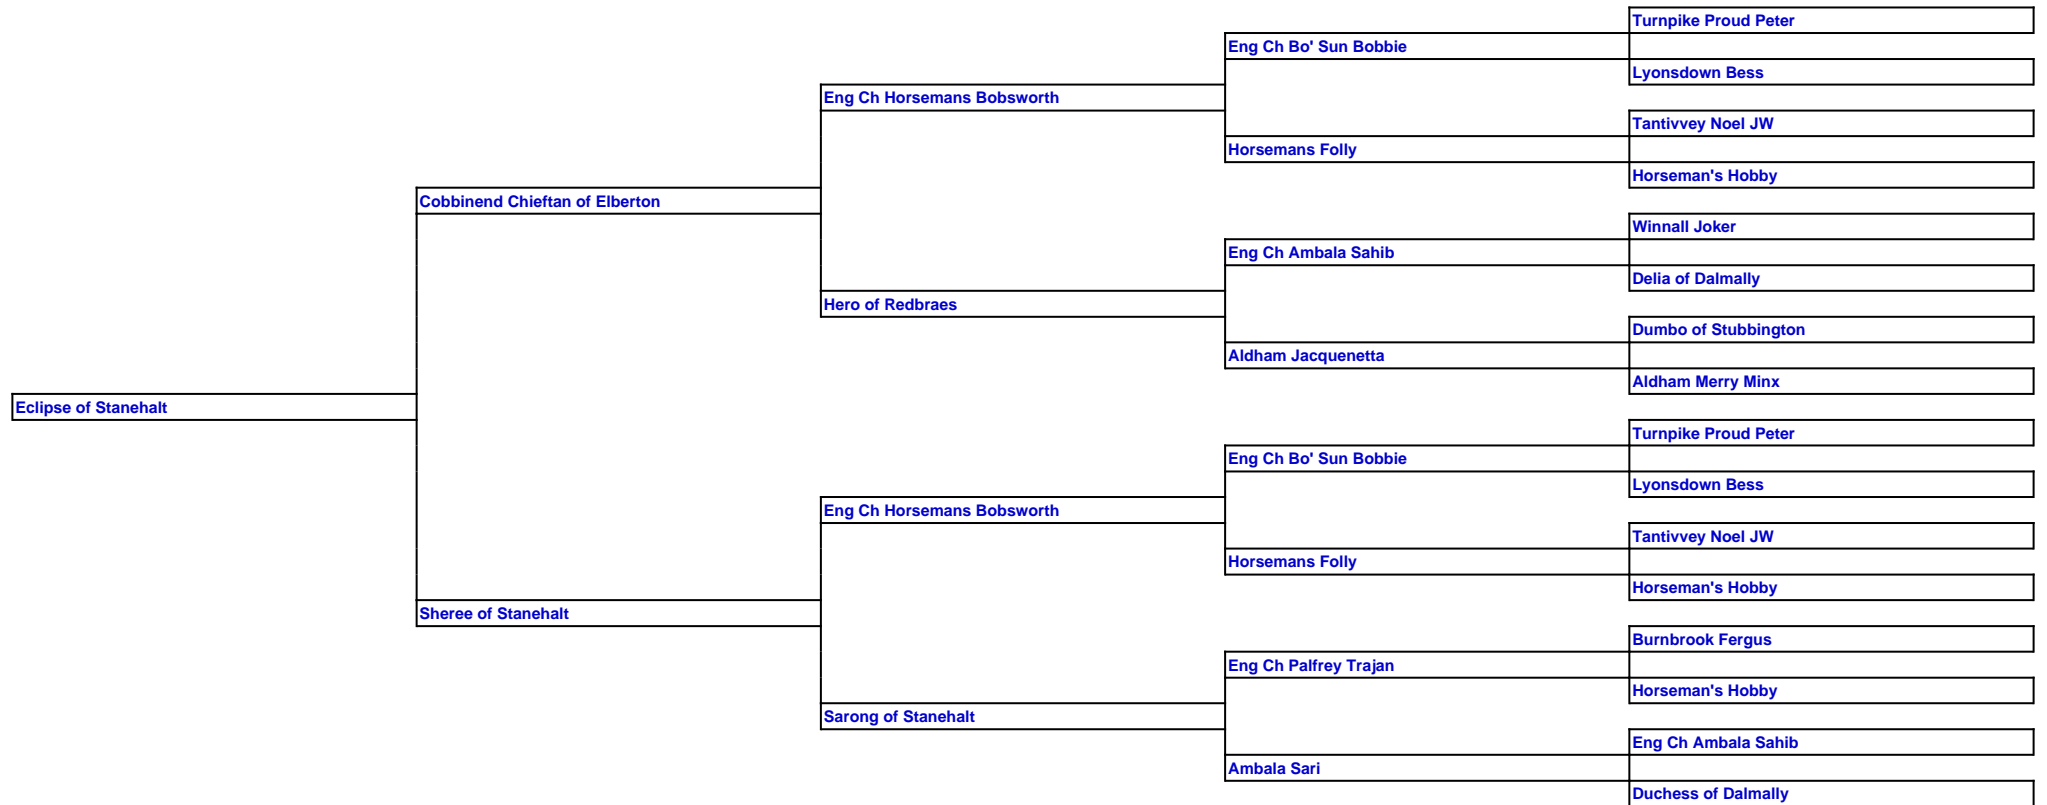 Turnpike Proud Peter
Eng Ch Bo' Sun Bobbie
Lyonsdown Bess
Eng Ch Horsemans Bobsworth
Tantivvey Noel JW
Horsemans Folly
Horseman's Hobby
Cobbinend Chieftan of Elberton
Winnall Joker
Eng Ch Ambala Sahib
Delia of Dalmally
Hero of Redbraes
Dumbo of Stubbington
Aldham Jacquenetta
Aldham Merry Minx
Eclipse of Stanehalt
Turnpike Proud Peter
Eng Ch Bo' Sun Bobbie
Lyonsdown Bess
Eng Ch Horsemans Bobsworth
Tantivvey Noel JW
Horsemans Folly
Horseman's Hobby
Sheree of Stanehalt
Burnbrook Fergus
Eng Ch Palfrey Trajan
Horseman's Hobby
Sarong of Stanehalt
Eng Ch Ambala Sahib
Ambala Sari
Duchess of Dalmally